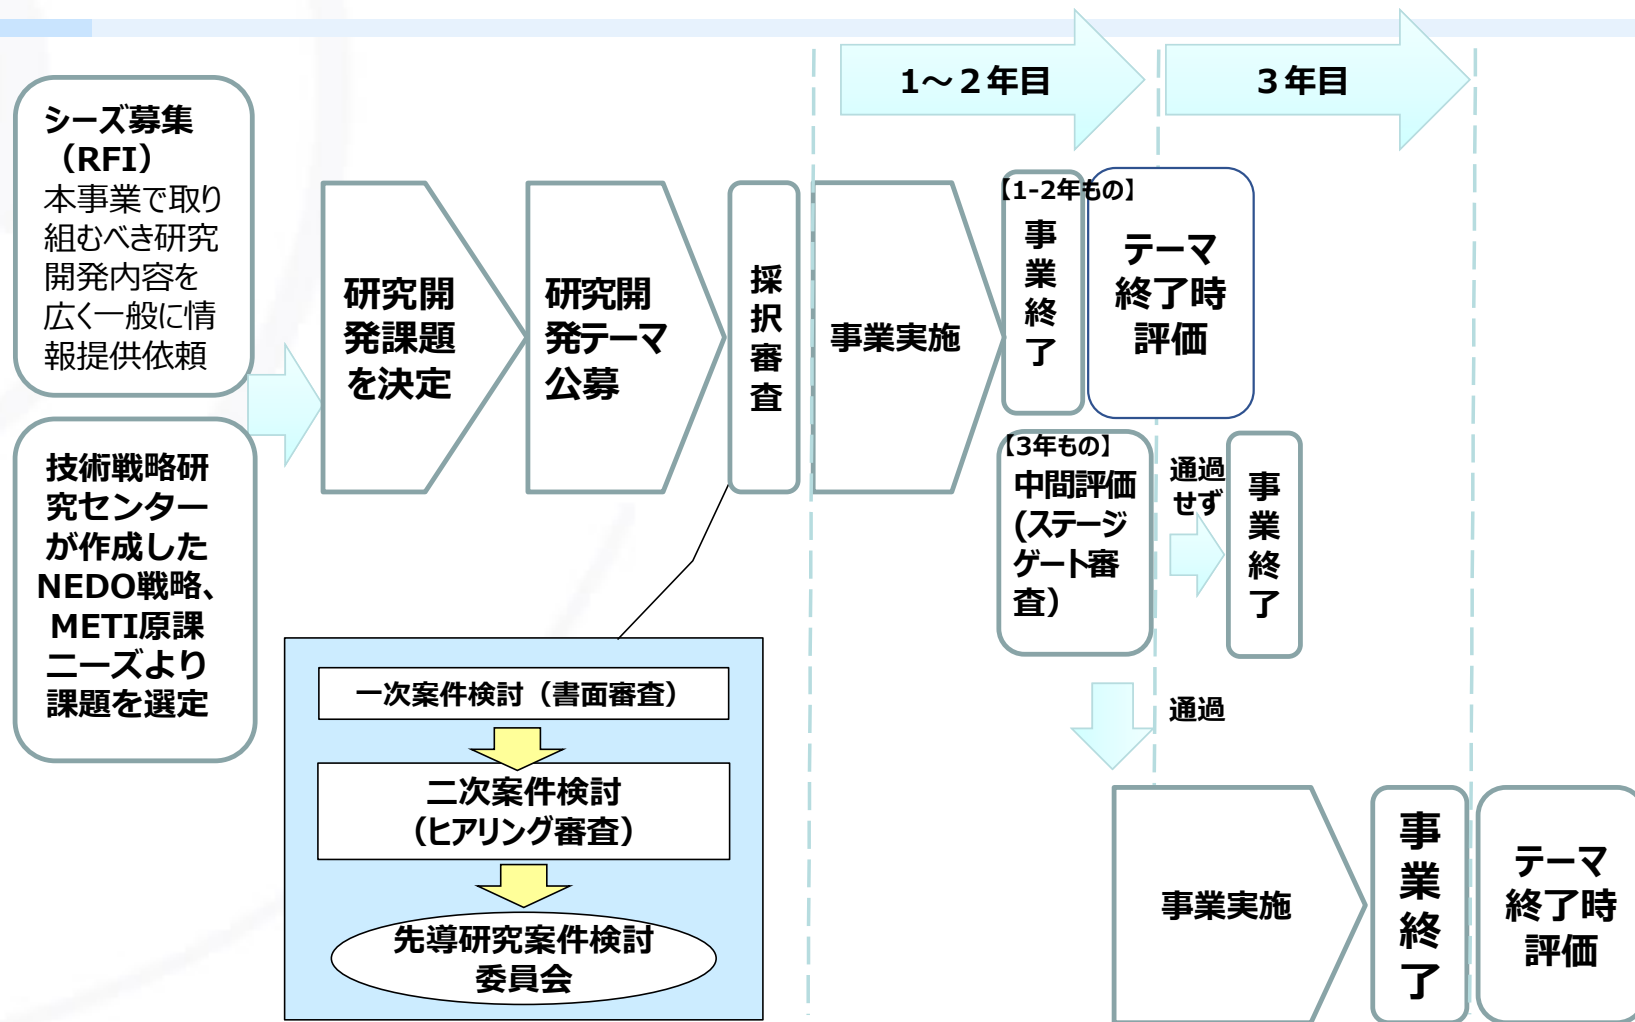 1～２年目
３年目
シーズ募集
（RFI）
本事業で取り
組むべき研究
開発内容を
広く一般に情
報提供依頼
技術戦略研
究センター
が作成した
NEDO戦略、
METI原課
ニーズより
課題を選定
研究開
発課題
を決定
研究開
発テーマ
公募
採
択
審
査
一次案件検討（書面審査）
二次案件検討
（ヒアリング審査）
先導研究案件検討
委員会
事業実施
【1-2年もの】
事
業
終
了
テーマ
終了時
評価
【3年もの】
中間評価
(ステージ
ゲート審
査）
通過
せず
事
業
終
了
通過
事業実施
事
業
終
了
テーマ
終了時
評価